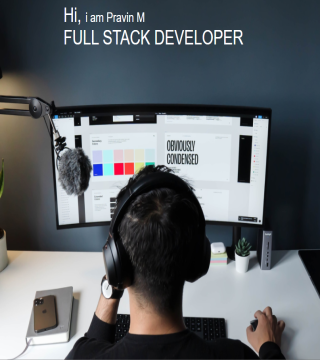 Hi, i am Pravin M
FULL STACK DEVELOPER
OBVIOUSLY
CONDENSED